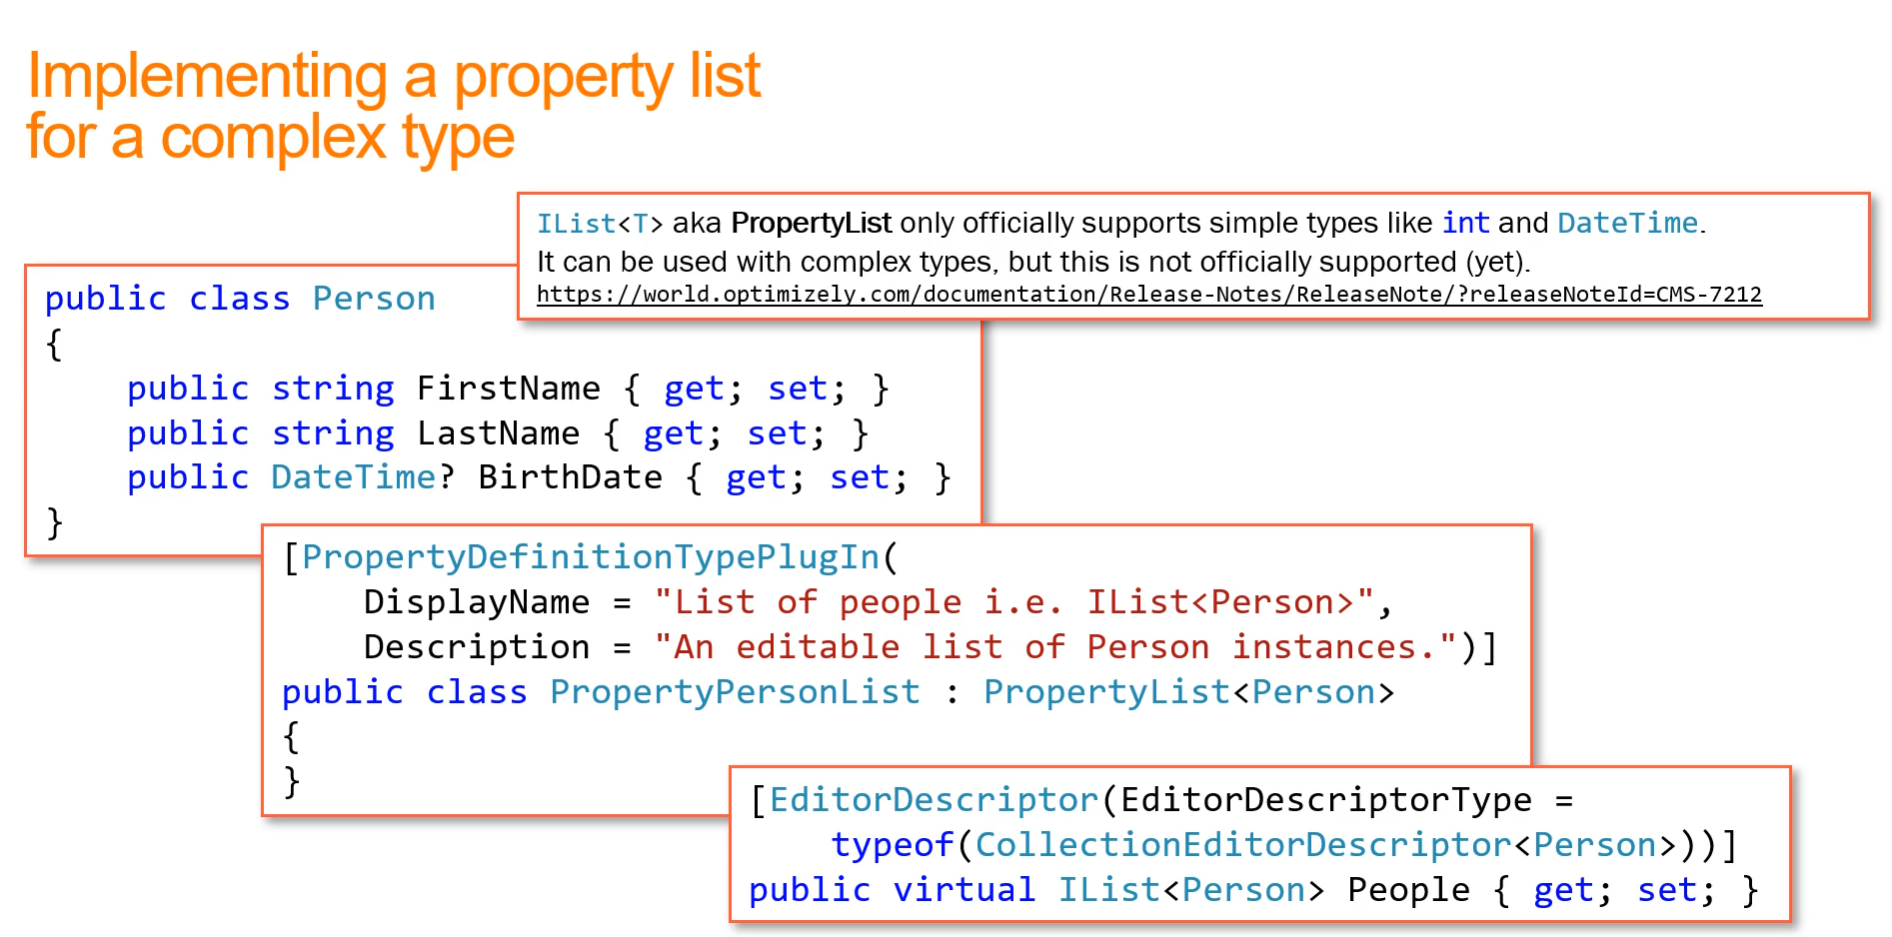 Implementing a property list
for a complex type
IList<T> aka PropertyList only officially supports simple types like int and DateTime.
It can be used with complex types, but this is not officially supported (yet).
https://world.optimizely.com/documentation/Release-Notes/ReleaseNote/?releaseNoteId=CMS-7212
public class Person
{
    public string FirstName { get; set; }
    public string LastName { get; set; }
    public DateTime? BirthDate { get; set; }
}
[PropertyDefinitionTypePlugIn(
    DisplayName = "List of people i.e. IList<Person>",
    Description = "An editable list of Person instances.")]
public class PropertyPersonList : PropertyList<Person>
{
}
[EditorDescriptor(EditorDescriptorType =
    typeof(CollectionEditorDescriptor<Person>))]
public virtual IList<Person> People { get; set; }